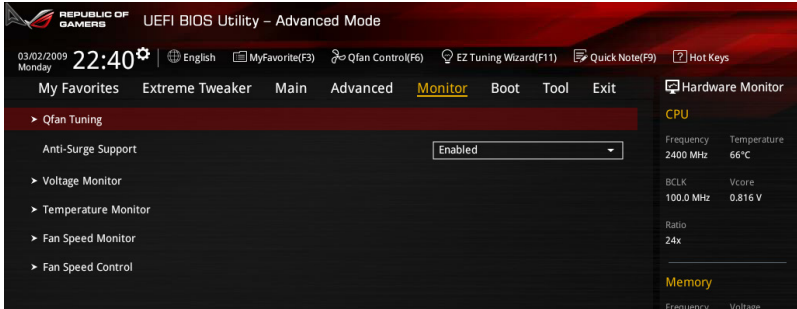 REPUBLIC OF
GAMERS
UEFI BIOS Utility – Advanced Mode
03/02/2009
Monday
22:40
English
MyFavorite(F3)
Qfan Control(F6)
EZ Tuning Wizard(F11)
Quick Note(F9)
? Hot Keys
My Favorites Extreme Tweaker Main Advanced Monitor Boot Tool Exit
Hardware Monitor
> Qfan Tuning
Anti-Surge Support Enabled
> Voltage Monitor
> Temperature Monitor
> Fan Speed Monitor
> Fan Speed Control
CPU
Frequency Temperature
2400 MHz 66°C
BCLK Vcore
100.0 MHz 0.816 V
Ratio
24x
Memory
Frequency Voltage